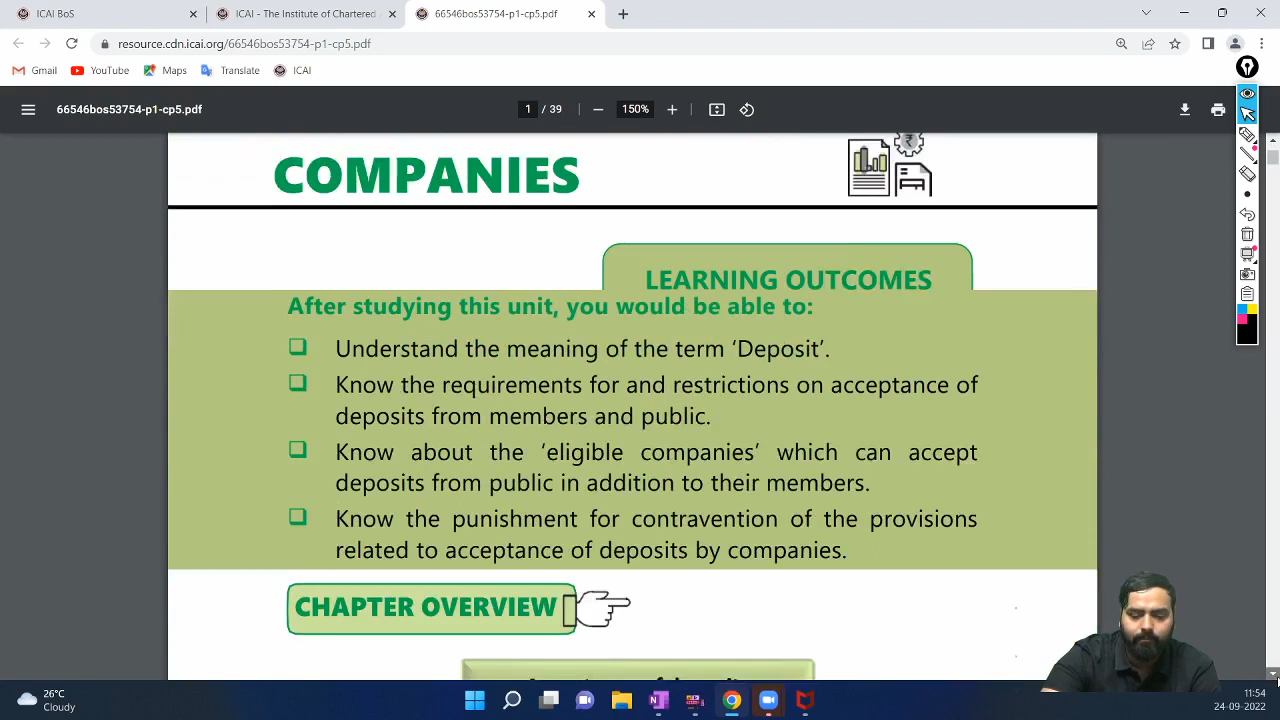 ICAI BoS
ICAI - The Institute of Chartered
66546bos53754-p1-cp5.pdf
resource.cdn.icai.org/66546bos53754-p1-cp5.pdf
Gmail
YouTube
Maps
Translate
ICAI
66546bos53754-p1-cp5.pdf
1 / 39
150%
COMPANIES
LEARNING OUTCOMES
After studying this unit, you would be able to:
Understand the meaning of the term ‘Deposit’.
Know the requirements for and restrictions on acceptance of
deposits from members and public.
Know about the ‘eligible companies’ which can accept
deposits from public in addition to their members.
Know the punishment for contravention of the provisions
related to acceptance of deposits by companies.
CHAPTER OVERVIEW
26°C
Cloudy
11:54
24-09-2022